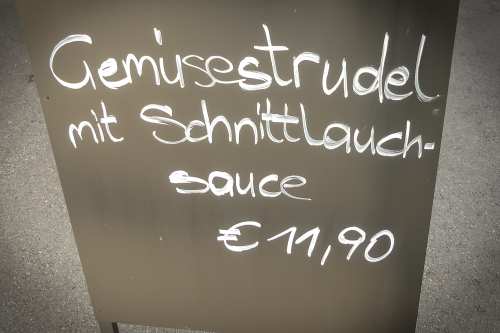 Gemüsestrudel
mit Schnittlauch-
sauce
€ 11,90